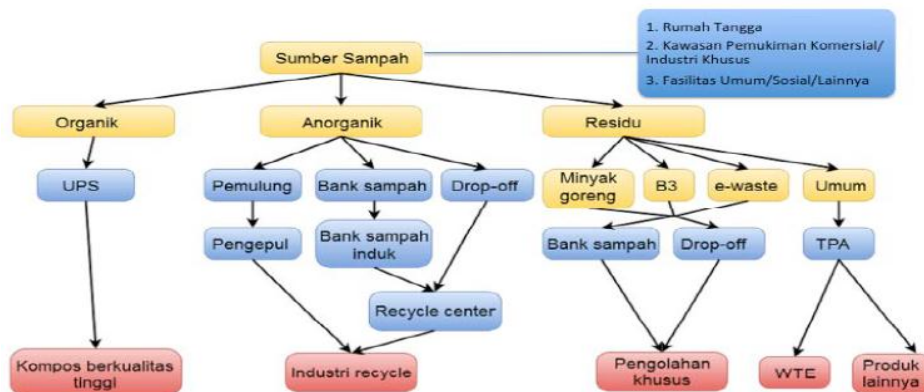 1. Rumah Tangga
2. Kawasan Pemukiman Komersial/
Industri Khusus
3. Fasilitas Umum/Sosial/Lainnya
Sumber Sampah
Organik
Anorganik
Residu
UPS
Pemulung
Bank sampah
Drop-off
Minyak
goreng
B3
e-waste
Umum
Pengepul
Bank sampah
induk
Bank sampah
Drop-off
TPA
Recycle center
Kompos berkualitas
tinggi
Industri recycle
Pengolahan
khusus
WTE
Produk
lainnya